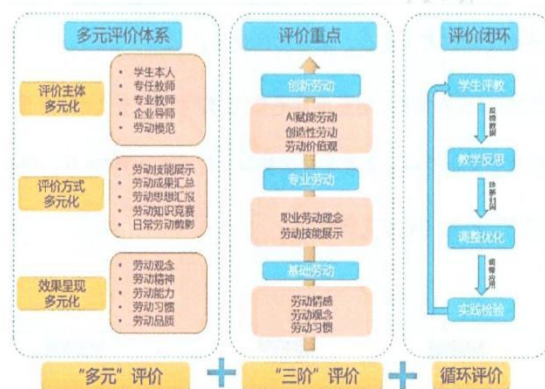 多元评价体系
评价主体
多元化
学生本人
专任教师
专业教师
企业导师
劳动模范
评价方式
多元化
劳动技能展示
劳动成果汇总
劳动思想汇报
劳动知识竞赛
日常劳动剪影
效果呈现
多元化
劳动观念
劳动精神
劳动能力
劳动习惯
劳动品质
“多元”评价
+
评价重点
创新劳动
AI赋能劳动
创造性劳动
劳动价值观
专业劳动
职业劳动理念
劳动技能展示
基础劳动
劳动情感
劳动观念
劳动习惯
“三阶”评价
+
评价闭环
学生评教
教学反思
调整优化
实践检验
循环评价